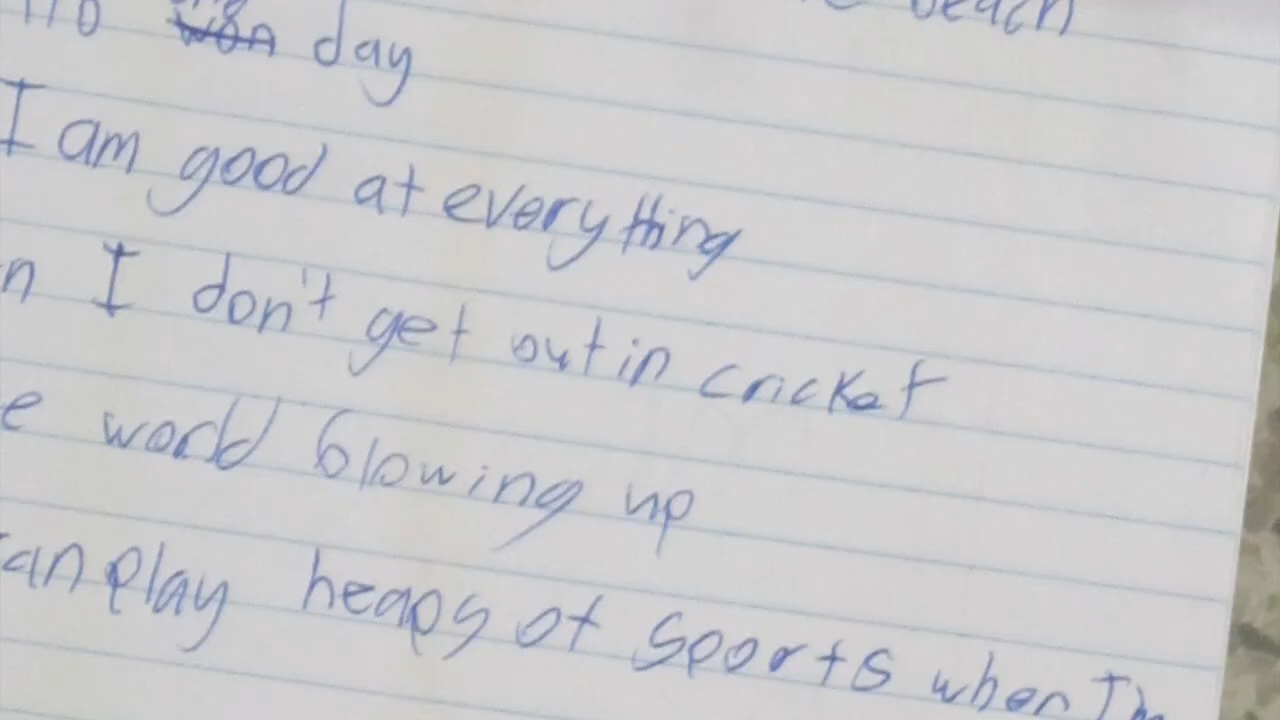 beach
day
I am good at everything
n I don't get out in cricket
e world blowing up
an play heaps of sports when I'm